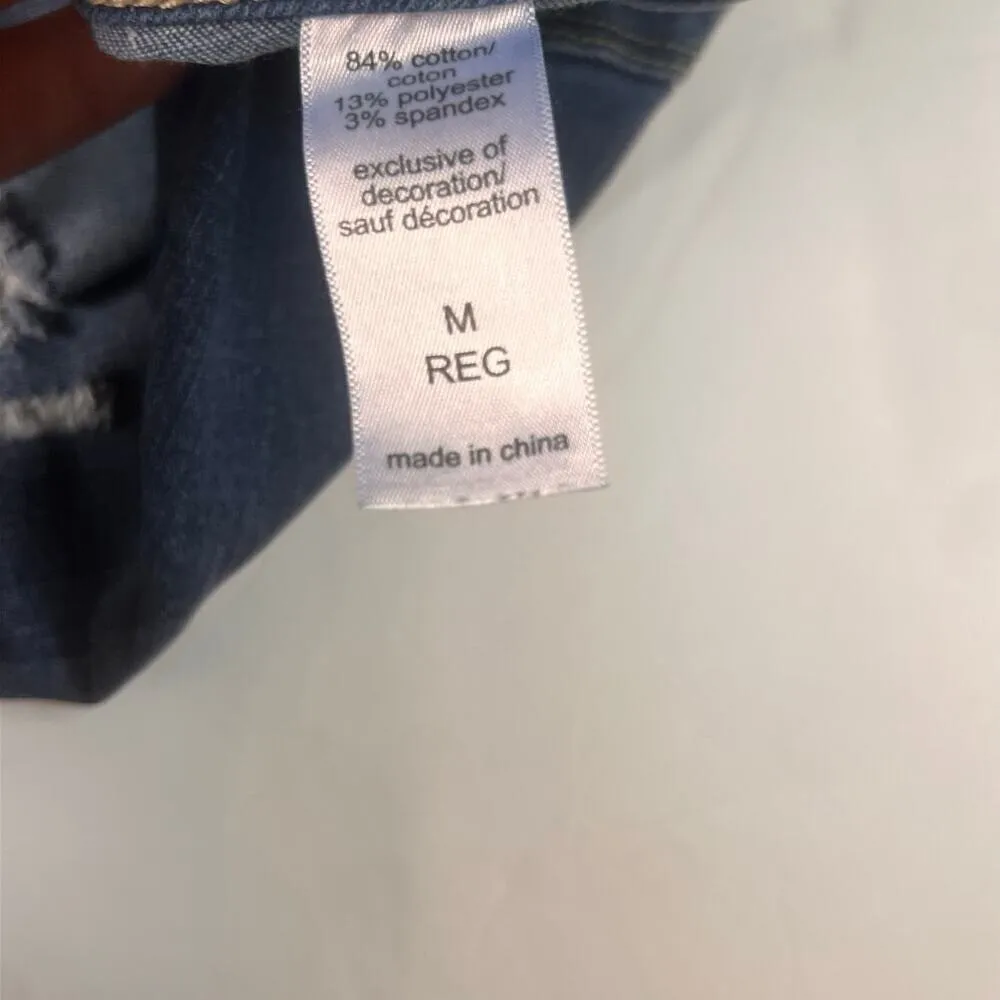 84% cotton/
coton
13% polyester
3% spandex
exclusive of
decoration/
sauf décoration
M
REG
made in china